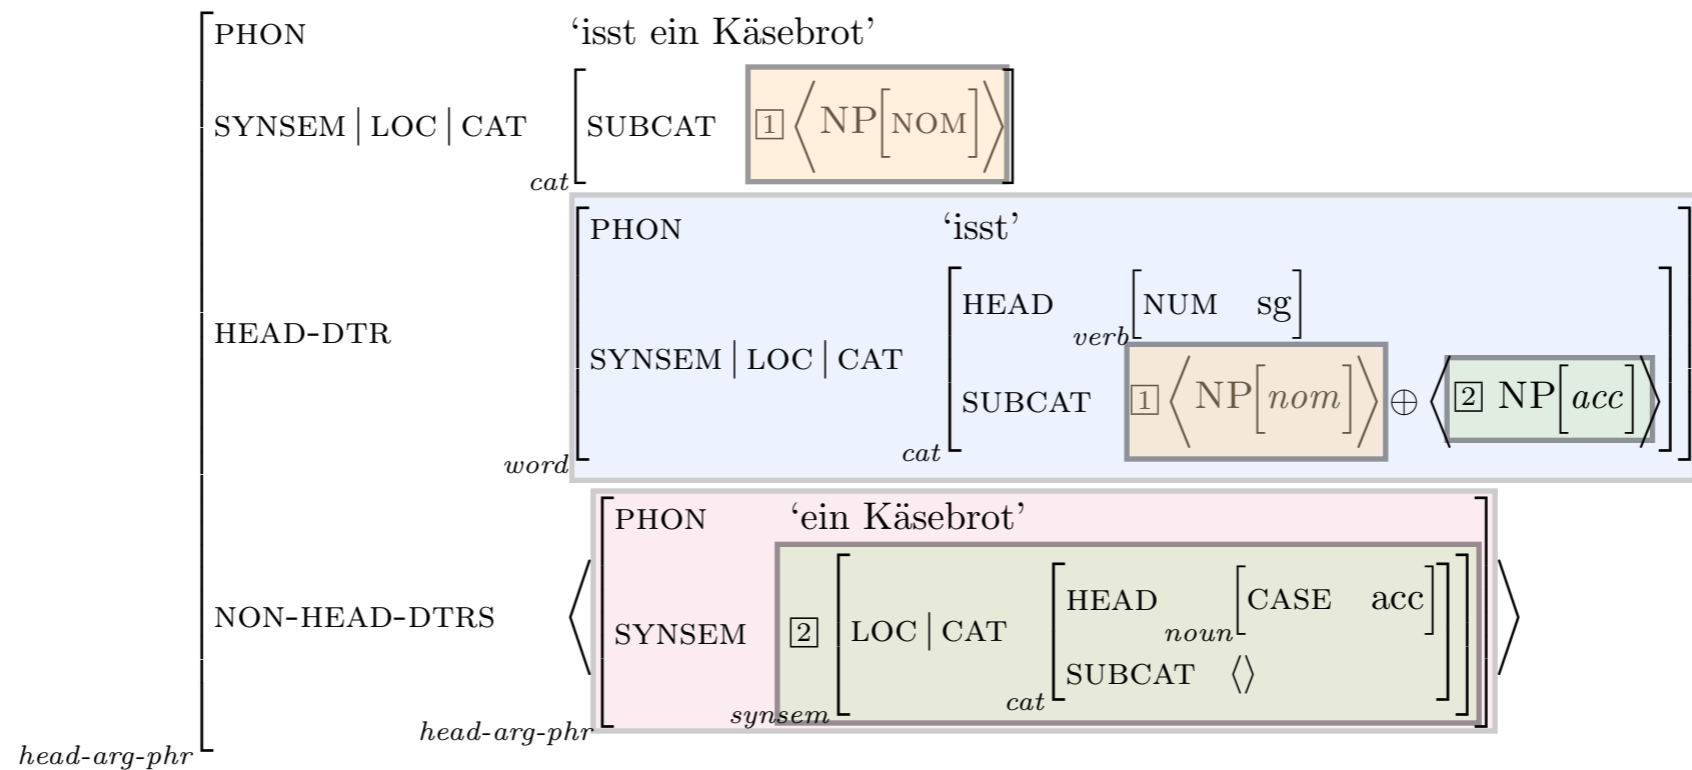 PHON ‘isst ein Käsebrot’
SYNSEM | LOC | CAT [SUBCAT 1 ⟨NP[NOM]⟩]
cat
PHON ‘isst’
HEAD [NUM sg]
HEAD-DTR verb
SYNSEM | LOC | CAT
SUBCAT 1 ⟨NP[nom]⟩ ⊕ ⟨2 NP[acc]⟩
word cat
PHON ‘ein Käsebrot’
HEAD [CASE acc]
NON-HEAD-DTRS ⟨ SYNSEM 2 [LOC | CAT noun ⟩
SUBCAT ⟨⟩
synsem cat
head-arg-phr
head-arg-phr